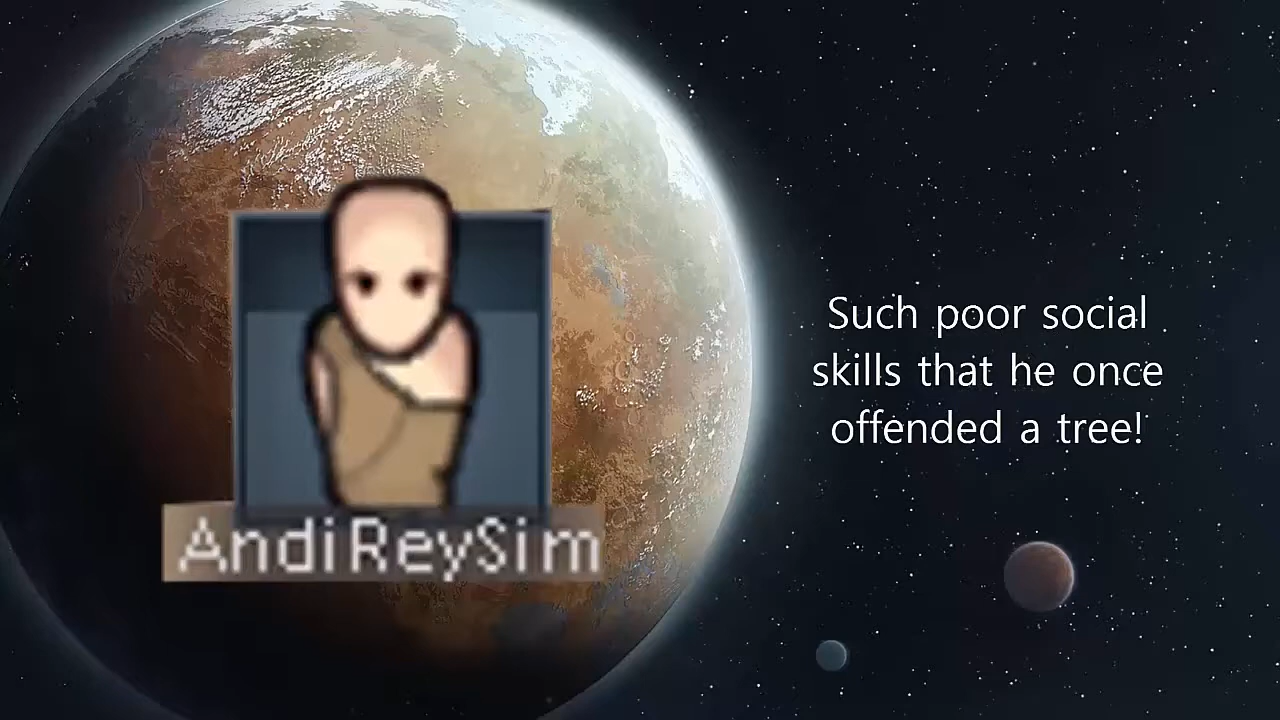 AndiReySim
Such poor social
skills that he once
offended a tree!